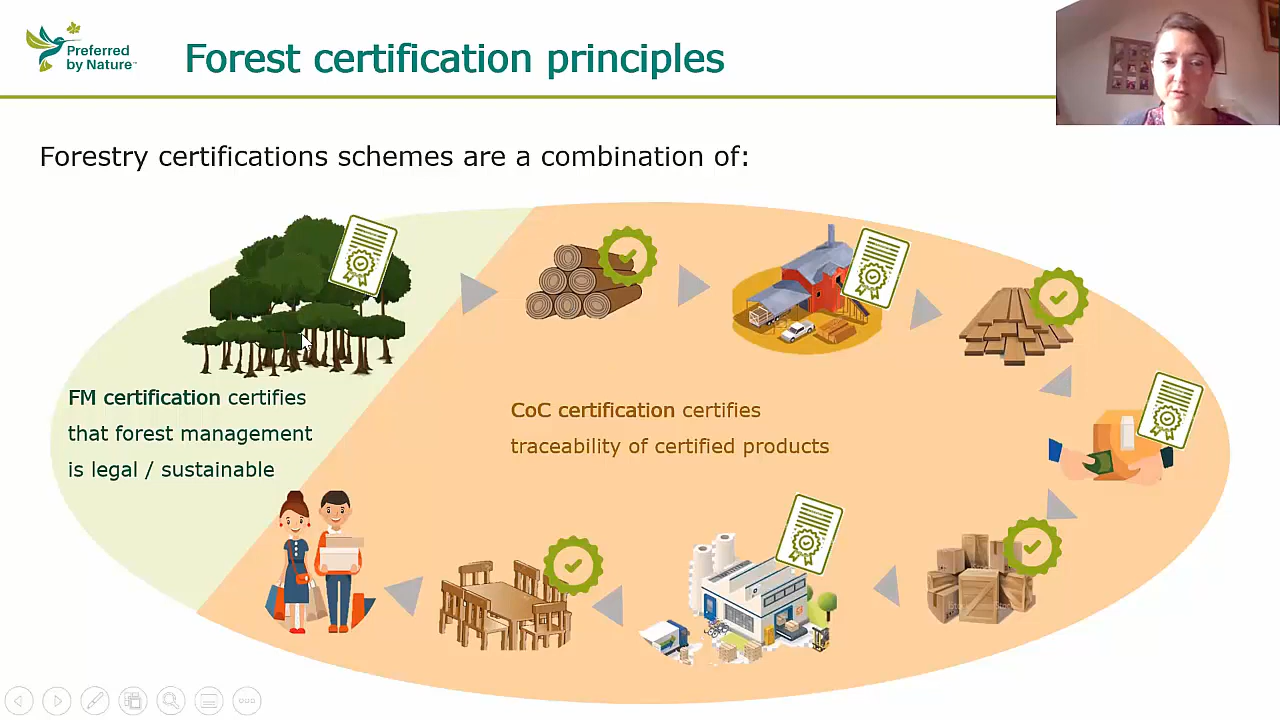 Preferred
by Nature™
Forest certification principles
Forestry certifications schemes are a combination of:
FM certification certifies
that forest management
is legal / sustainable
CoC certification certifies
traceability of certified products